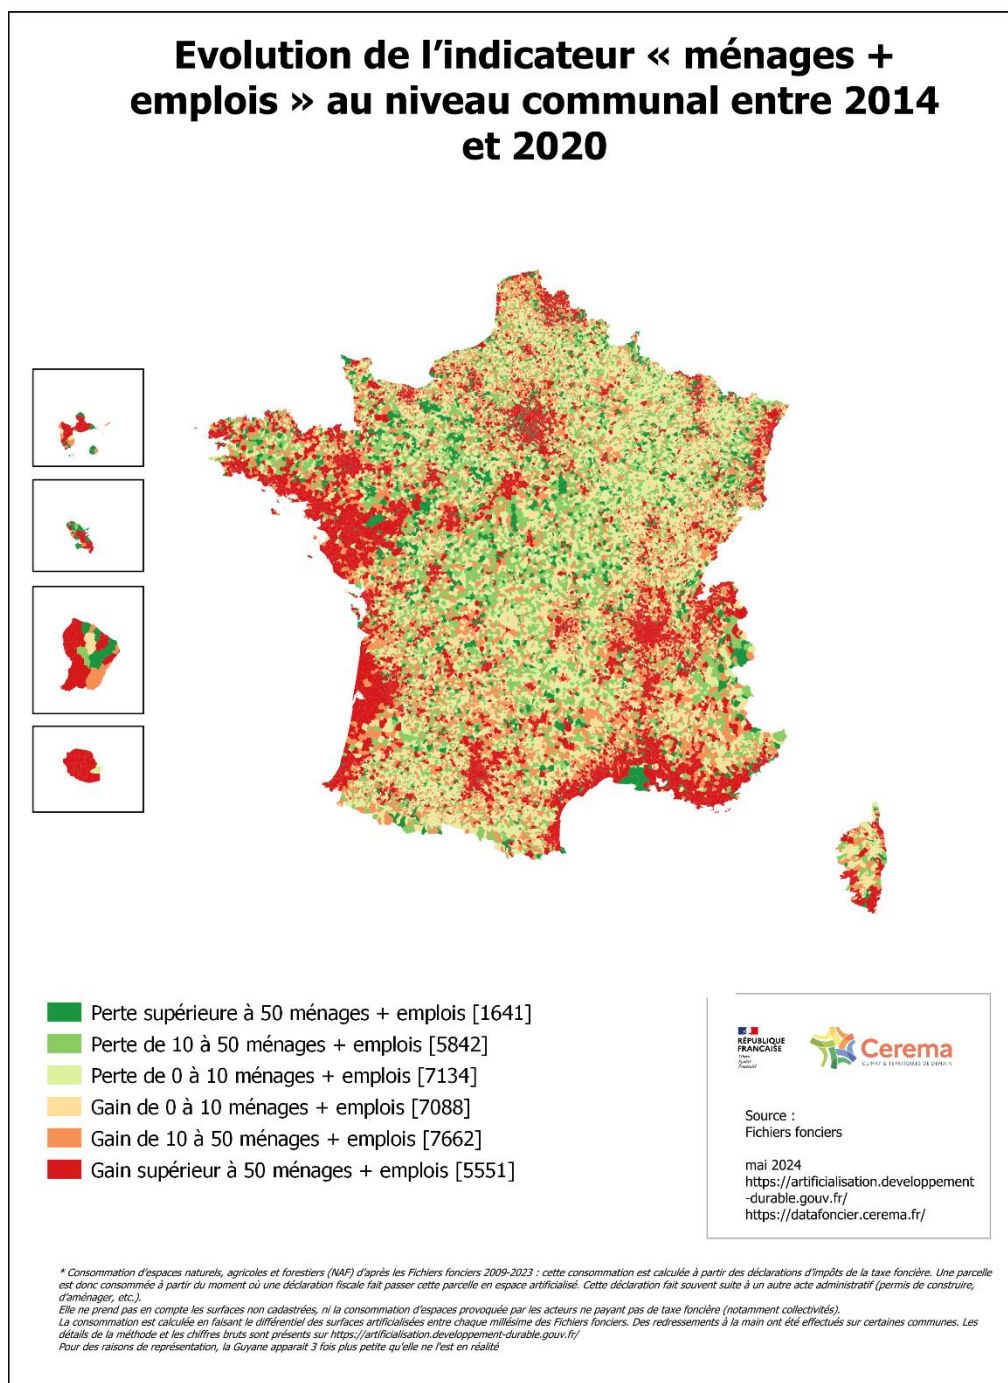 Evolution de l’indicateur « ménages +
emplois » au niveau communal entre 2014
et 2020
Perte supérieure à 50 ménages + emplois [1641]
Perte de 10 à 50 ménages + emplois [5842]
Perte de 0 à 10 ménages + emplois [7134]
Gain de 0 à 10 ménages + emplois [7088]
Gain de 10 à 50 ménages + emplois [7662]
Gain supérieur à 50 ménages + emplois [5551]
RÉPUBLIQUE
FRANÇAISE
Liberté
Égalité
Fraternité
Cerema
CLIMAT & TERRITOIRES DE DEMAIN
Source :
Fichiers fonciers
mai 2024
https://artificialisation.developpement
-durable.gouv.fr/
https://datafoncier.cerema.fr/
* Consommation d'espaces naturels, agricoles et forestiers (NAF) d'après les Fichiers fonciers 2009-2023 : cette consommation est calculée à partir des déclarations d'impôts de la taxe foncière. Une parcelle
est donc consommée à partir du moment où une déclaration fiscale fait passer cette parcelle en espace artificialisé. Cette déclaration fait souvent suite à un autre acte administratif (permis de construire,
d'aménager, etc.).
Elle ne prend pas en compte les surfaces non cadastrées, ni la consommation d'espaces provoquée par les acteurs ne payant pas de taxe foncière (notamment collectivités).
La consommation est calculée en faisant le différentiel des surfaces artificialisées entre chaque millésime des Fichiers fonciers. Des redressements à la main ont été effectués sur certaines communes. Les
détails de la méthode et les chiffres bruts sont présents sur https://artificialisation.developpement-durable.gouv.fr/
Pour des raisons de représentation, la Guyane apparait 3 fois plus petite qu'elle ne l'est en réalité